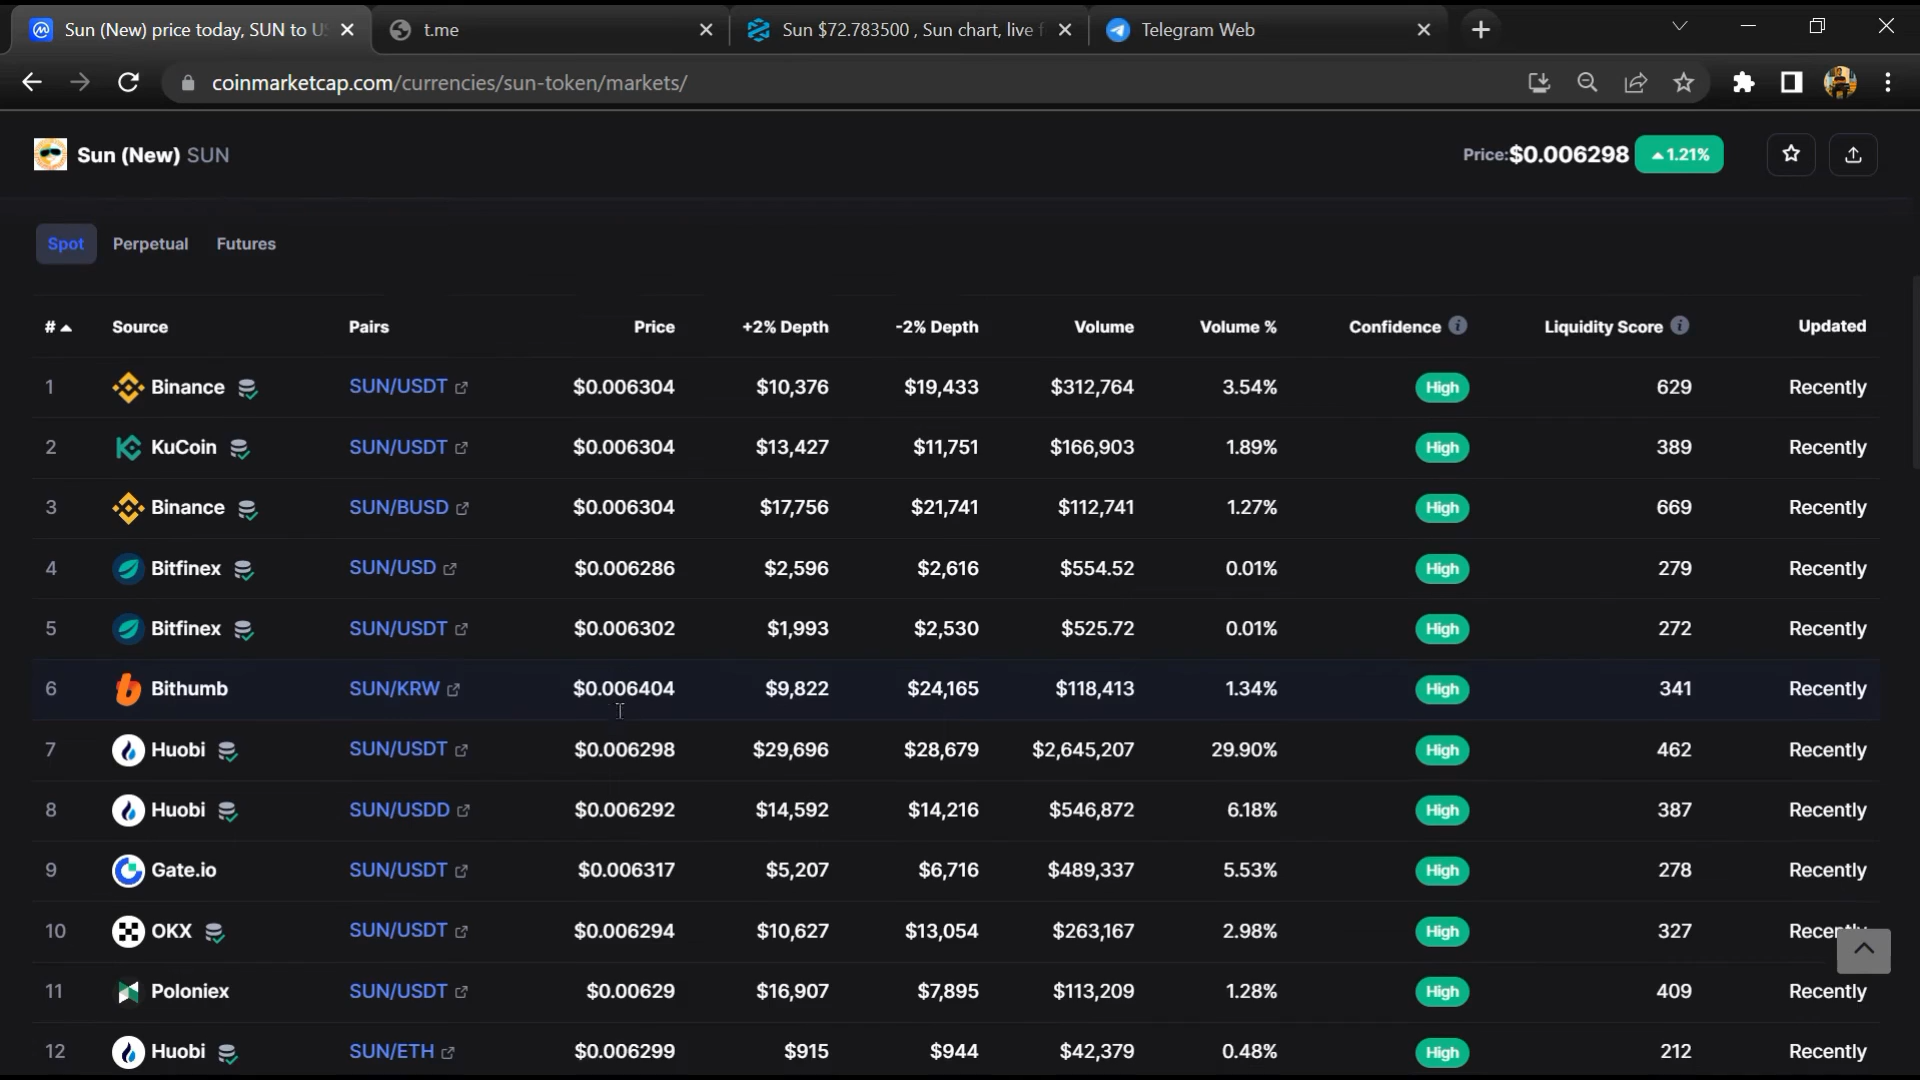 Sun (New) price today, SUN to U
t.me
Sun $72.783500 , Sun chart, live f
Telegram Web
coinmarketcap.com/currencies/sun-token/markets/
Sun (New) SUN
Price:$0.006298 1.21%
Spot Perpetual Futures
# Source Pairs Price +2% Depth -2% Depth Volume Volume % Confidence Liquidity Score Updated
1 Binance SUN/USDT $0.006304 $10,376 $19,433 $312,764 3.54% High 629 Recently
2 KuCoin SUN/USDT $0.006304 $13,427 $11,751 $166,903 1.89% High 389 Recently
3 Binance SUN/BUSD $0.006304 $17,756 $21,741 $112,741 1.27% High 669 Recently
4 Bitfinex SUN/USD $0.006286 $2,596 $2,616 $554.52 0.01% High 279 Recently
5 Bitfinex SUN/USDT $0.006302 $1,993 $2,530 $525.72 0.01% High 272 Recently
6 Bithumb SUN/KRW $0.006404 $9,822 $24,165 $118,413 1.34% High 341 Recently
7 Huobi SUN/USDT $0.006298 $29,696 $28,679 $2,645,207 29.90% High 462 Recently
8 Huobi SUN/USDD $0.006292 $14,592 $14,216 $546,872 6.18% High 387 Recently
9 Gate.io SUN/USDT $0.006317 $5,207 $6,716 $489,337 5.53% High 278 Recently
10 OKX SUN/USDT $0.006294 $10,627 $13,054 $263,167 2.98% High 327 Recently
11 Poloniex SUN/USDT $0.00629 $16,907 $7,895 $113,209 1.28% High 409 Recently
12 Huobi SUN/ETH $0.006299 $915 $944 $42,379 0.48% High 212 Recently